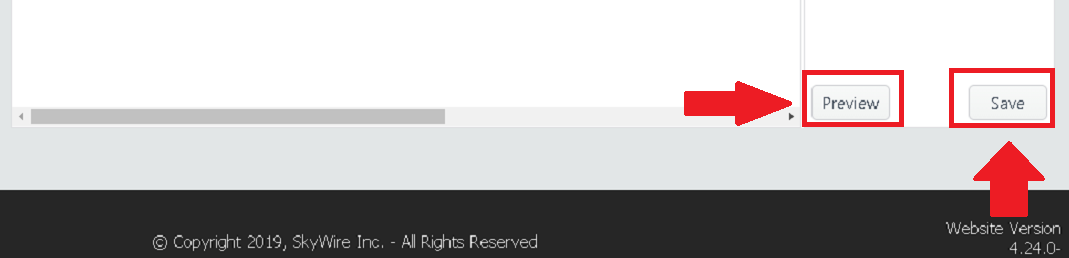 Preview
Save
© Copyright 2019, SkyWire Inc. - All Rights Reserved
Website Version
4.24.0-